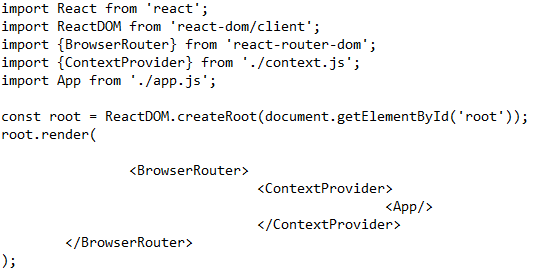 import React from 'react';
import ReactDOM from 'react-dom/client';
import {BrowserRouter} from 'react-router-dom';
import {ContextProvider} from './context.js';
import App from './app.js';

const root = ReactDOM.createRoot(document.getElementById('root'));
root.render(

                <BrowserRouter>
                                <ContextProvider>
                                                <App/>
                                </ContextProvider>
        </BrowserRouter>
);